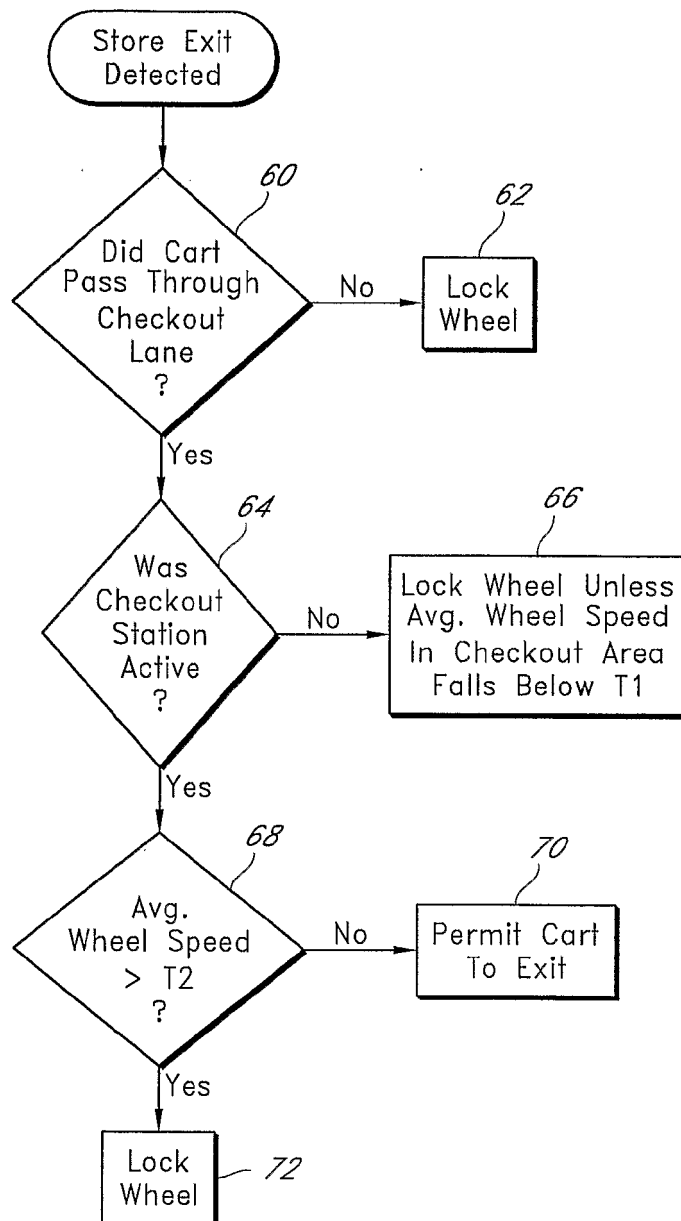 Store Exit
Detected
60
Did Cart
Pass Through
Checkout
Lane
?
No
62
Lock
Wheel
Yes
64
Was
Checkout
Station
Active
?
No
66
Lock Wheel Unless
Avg. Wheel Speed
In Checkout Area
Falls Below T1
Yes
68
Avg.
Wheel Speed
> T2
?
No
70
Permit Cart
To Exit
Yes
Lock
Wheel
72